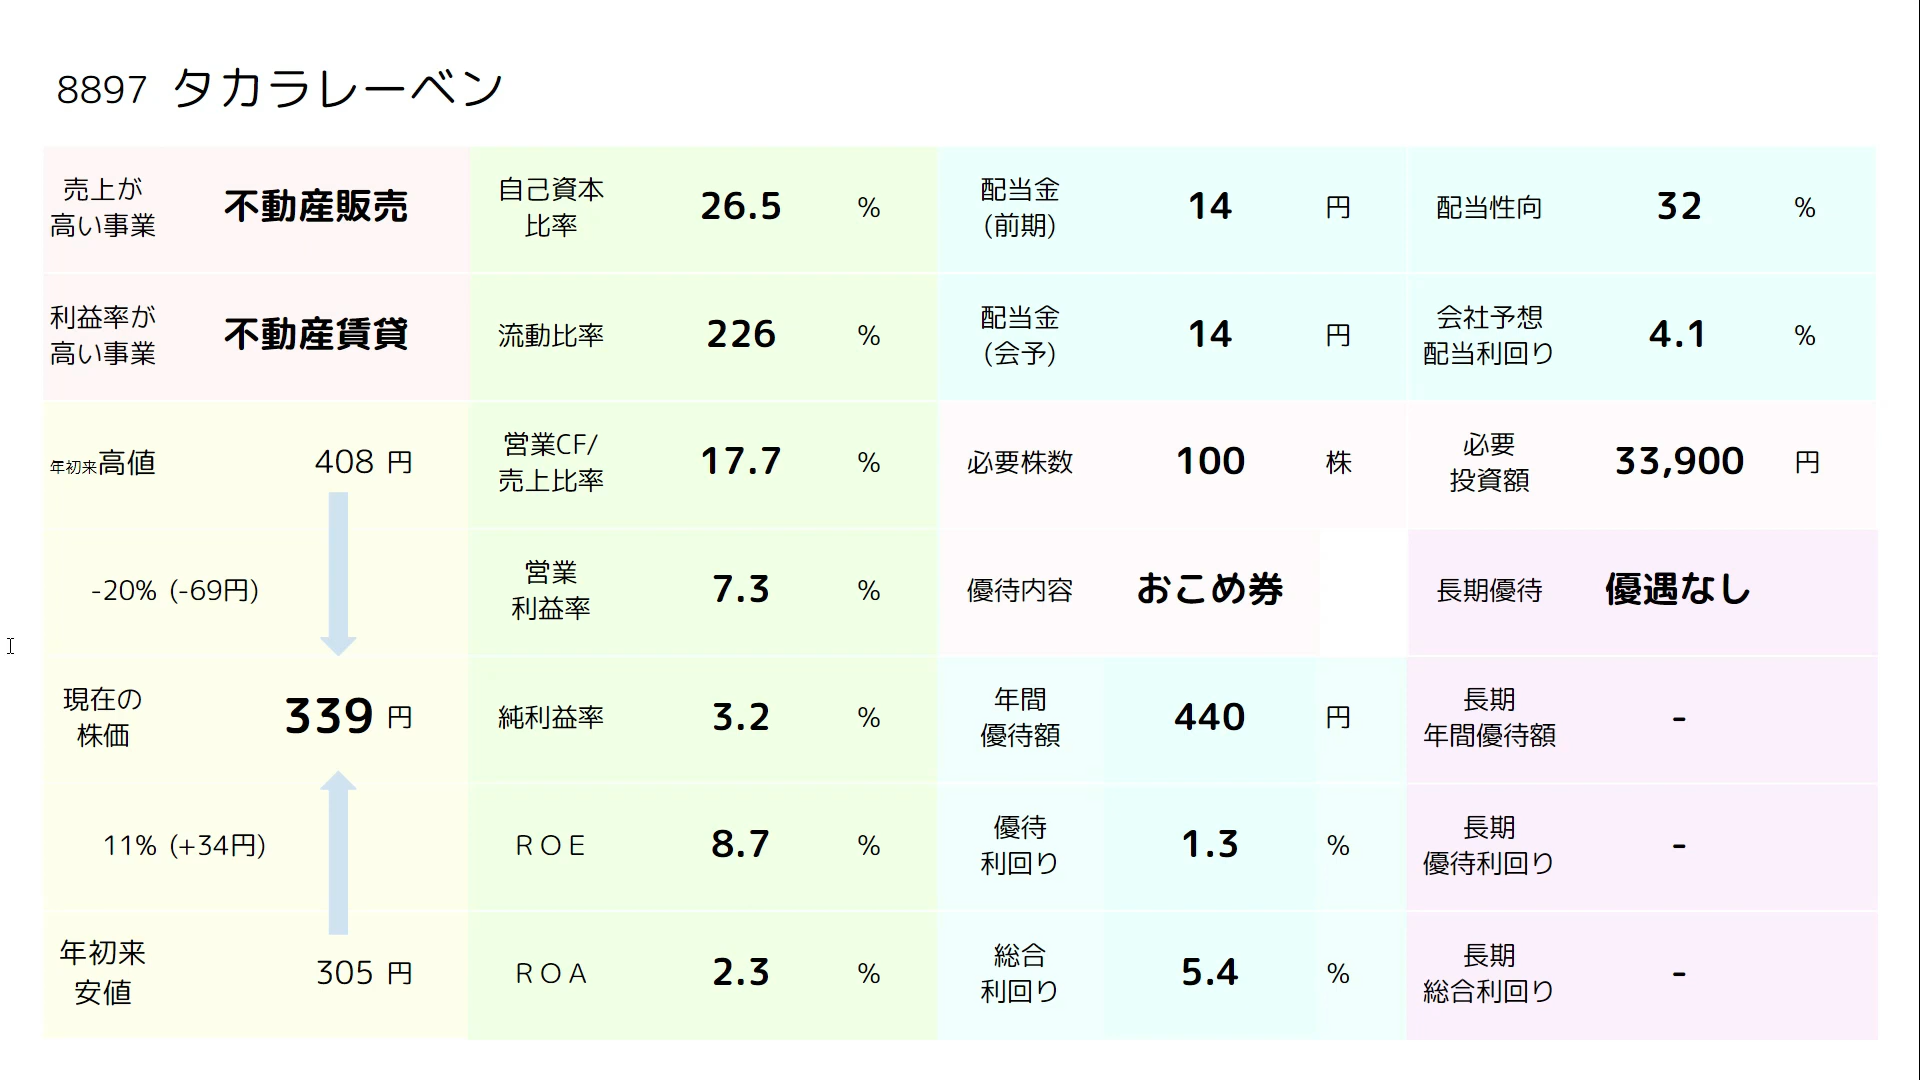 8897 タカラレーベン
売上が
高い事業
不動産販売
自己資本
比率
26.5 %
配当金
(前期)
14 円
配当性向
32 %
利益率が
高い事業
不動産賃貸
流動比率
226 %
配当金
(会予)
14 円
会社予想
配当利回り
4.1 %
年初来高値
408 円
営業CF/
売上比率
17.7 %
必要株数
100 株
必要
投資額
33,900 円
-20% (-69円)
営業
利益率
7.3 %
優待内容
おこめ券
長期優待
優遇なし
現在の
株価
339 円
純利益率
3.2 %
年間
優待額
440 円
長期
年間優待額
-
11% (+34円)
ＲＯＥ
8.7 %
優待
利回り
1.3 %
長期
優待利回り
-
年初来
安値
305 円
ＲＯＡ
2.3 %
総合
利回り
5.4 %
長期
総合利回り
-